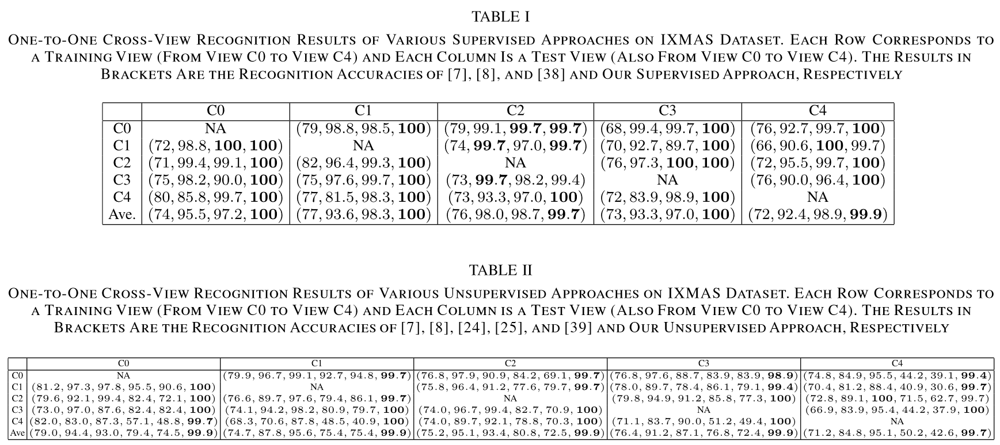 TABLE I
ONE-TO-ONE CROSS-VIEW RECOGNITION RESULTS OF VARIOUS SUPERVISED APPROACHES ON IXMAS DATASET. EACH ROW CORRESPONDS TO
A TRAINING VIEW (FROM VIEW C0 TO VIEW C4) AND EACH COLUMN IS A TEST VIEW (ALSO FROM VIEW C0 TO VIEW C4). THE RESULTS IN
BRACKETS ARE THE RECOGNITION ACCURACIES OF [7], [8], AND [38] AND OUR SUPERVISED APPROACH, RESPECTIVELY
C0 C1 C2 C3 C4
C0 NA (79, 98.8, 98.5, 100) (79, 99.1, 99.7, 99.7) (68, 99.4, 99.7, 100) (76, 92.7, 99.7, 100)
C1 (72, 98.8, 100, 100) NA (74, 99.7, 97.0, 99.7) (70, 92.7, 89.7, 100) (66, 90.6, 100, 99.7)
C2 (71, 99.4, 99.1, 100) (82, 96.4, 99.3, 100) NA (76, 97.3, 100, 100) (72, 95.5, 99.7, 100)
C3 (75, 98.2, 90.0, 100) (75, 97.6, 99.7, 100) (73, 99.7, 98.2, 99.4) NA (76, 90.0, 96.4, 100)
C4 (80, 85.8, 99.7, 100) (77, 81.5, 98.3, 100) (73, 93.3, 97.0, 100) (72, 83.9, 98.9, 100) NA
Ave. (74, 95.5, 97.2, 100) (77, 93.6, 98.3, 100) (76, 98.0, 98.7, 99.7) (73, 93.3, 97.0, 100) (72, 92.4, 98.9, 99.9)
TABLE II
ONE-TO-ONE CROSS-VIEW RECOGNITION RESULTS OF VARIOUS UNSUPERVISED APPROACHES ON IXMAS DATASET. EACH ROW CORRESPONDS TO
A TRAINING VIEW (FROM VIEW C0 TO VIEW C4) AND EACH COLUMN IS A TEST VIEW (ALSO FROM VIEW C0 TO VIEW C4). THE RESULTS IN
BRACKETS ARE THE RECOGNITION ACCURACIES OF [7], [8], [24], [25], AND [39] AND OUR UNSUPERVISED APPROACH, RESPECTIVELY
C0 C1 C2 C3 C4
C0 NA (79.9, 96.7, 99.1, 92.7, 94.8, 99.7) (76.8, 97.9, 90.9, 84.2, 69.1, 99.7) (76.8, 97.6, 88.7, 83.9, 83.9, 98.9) (74.8, 84.9, 95.5, 44.2, 39.1, 99.4)
C1 (81.2, 97.3, 97.8, 95.5, 90.6, 100) NA (75.8, 96.4, 91.2, 77.6, 79.7, 99.7) (78.0, 89.7, 78.4, 86.1, 79.1, 99.4) (70.4, 81.2, 88.4, 40.9, 30.6, 99.7)
C2 (79.6, 92.1, 99.4, 82.4, 72.1, 100) (76.6, 89.7, 97.6, 79.4, 86.1, 99.7) NA (79.8, 94.9, 91.2, 85.8, 77.3, 100) (72.8, 89.1, 100, 71.5, 62.7, 99.7)
C3 (73.0, 97.0, 87.6, 82.4, 82.4, 100) (74.1, 94.2, 98.2, 80.9, 79.7, 100) (74.0, 96.7, 99.4, 82.7, 70.9, 100) NA (66.9, 83.9, 95.4, 44.2, 37.9, 100)
C4 (82.0, 83.0, 87.3, 57.1, 48.8, 99.7) (68.3, 70.6, 87.8, 48.5, 40.9, 100) (74.0, 89.7, 92.1, 78.8, 70.3, 100) (71.1, 83.7, 90.0, 51.2, 49.4, 100) NA
Ave (79.0, 94.4, 93.0, 79.4, 74.5, 99.9) (74.7, 87.8, 95.6, 75.4, 75.4, 99.9) (75.2, 95.1, 93.4, 80.8, 72.5, 99.9) (76.4, 91.2, 87.1, 76.8, 72.4, 99.9) (71.2, 84.8, 95.1, 50.2, 42.6, 99.7)